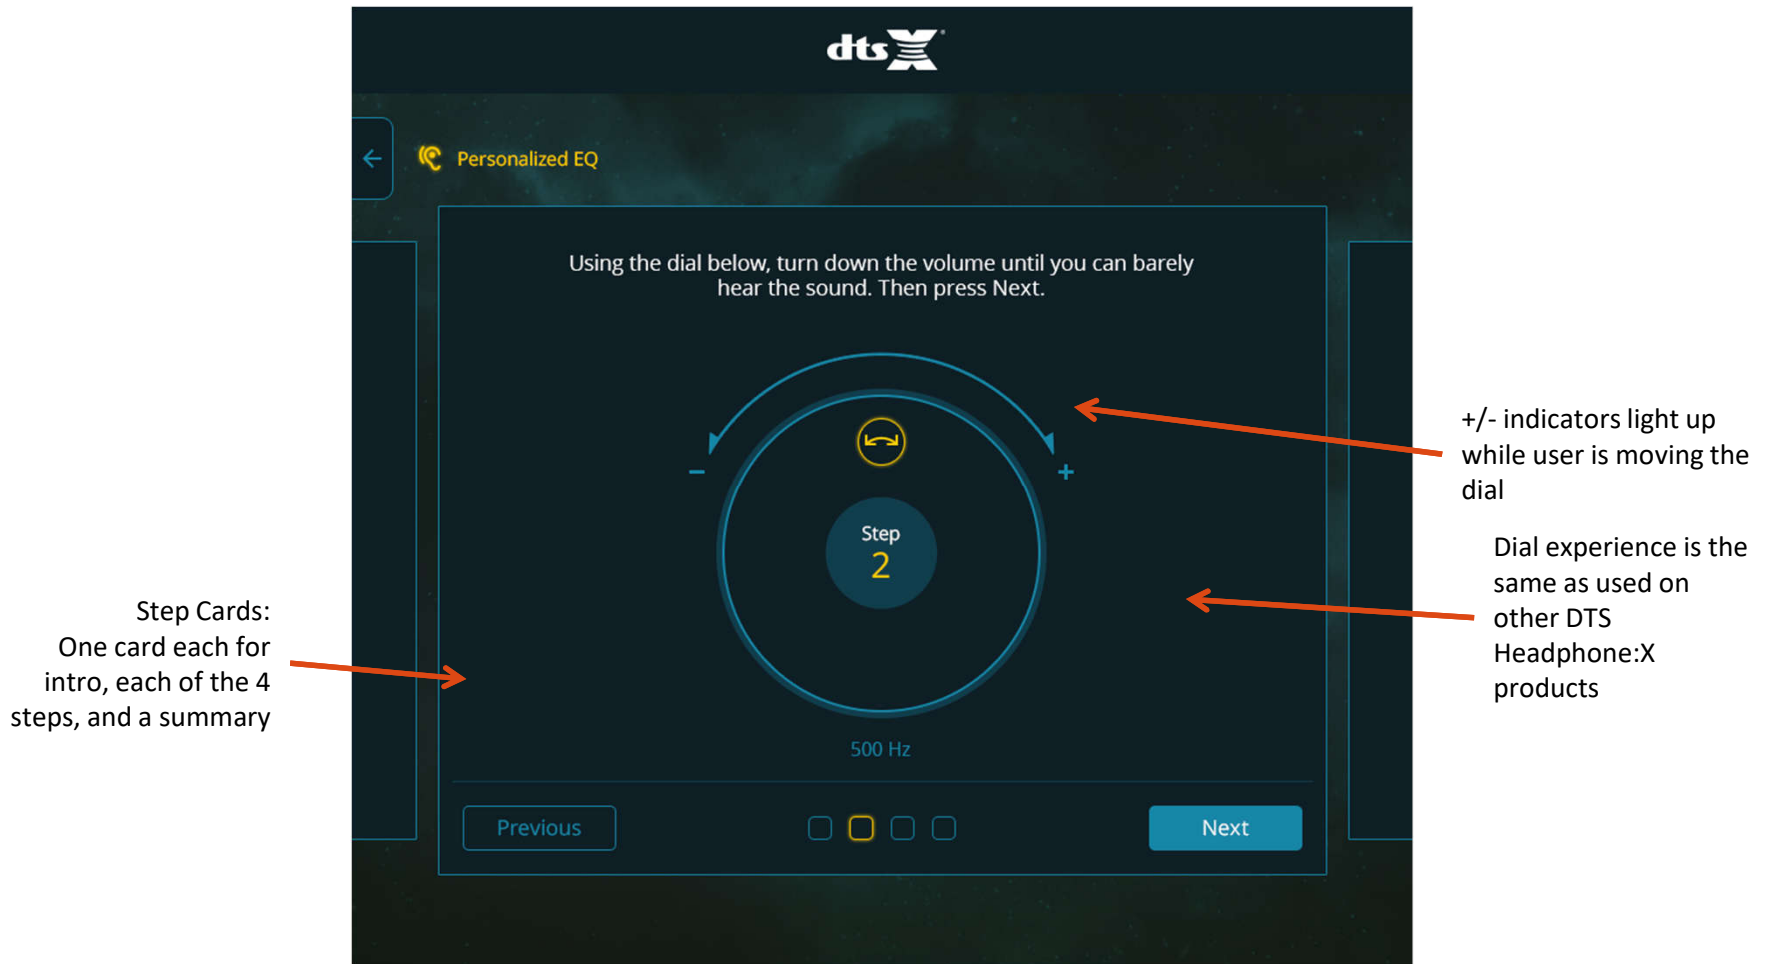 dts X®
Personalized EQ
Using the dial below, turn down the volume until you can barely
hear the sound. Then press Next.
−
+
Step
2
500 Hz
Previous
Next
Step Cards:
One card each for
intro, each of the 4
steps, and a summary
+/- indicators light up
while user is moving the
dial
Dial experience is the
same as used on
other DTS
Headphone:X
products